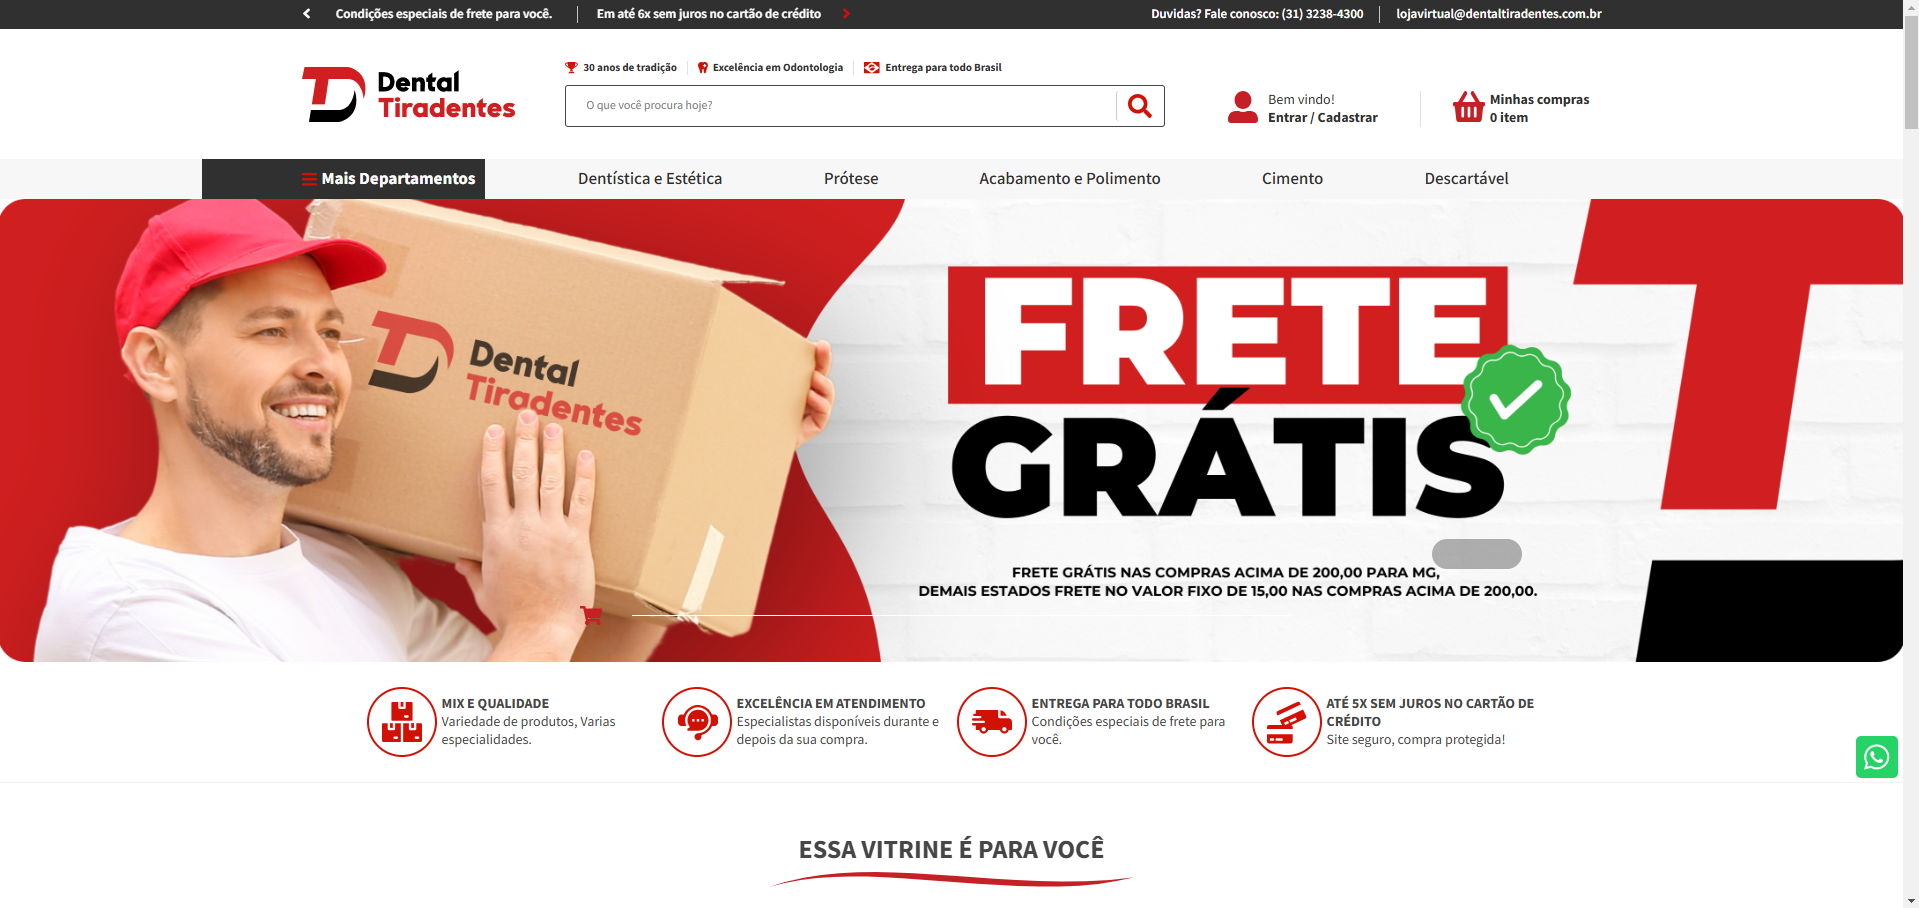 Condições especiais de frete para você.
Em até 6x sem juros no cartão de crédito
Duvidas? Fale conosco: (31) 3238-4300
lojavirtual@dentaltiradentes.com.br
Dental
Tiradentes
30 anos de tradição
Excelência em Odontologia
Entrega para todo Brasil
O que você procura hoje?
Bem vindo!
Entrar / Cadastrar
Minhas compras
0 item
Mais Departamentos
Dentística e Estética
Prótese
Acabamento e Polimento
Cimento
Descartável
Dental
Tiradentes
FRETE
GRÁTIS
FRETE GRÁTIS NAS COMPRAS ACIMA DE 200,00 PARA MG,
DEMAIS ESTADOS FRETE NO VALOR FIXO DE 15,00 NAS COMPRAS ACIMA DE 200,00.
MIX E QUALIDADE
Variedade de produtos, Varias
especialidades.
EXCELÊNCIA EM ATENDIMENTO
Especialistas disponíveis durante e
depois da sua compra.
ENTREGA PARA TODO BRASIL
Condições especiais de frete para
você.
ATÉ 5X SEM JUROS NO CARTÃO DE
CRÉDITO
Site seguro, compra protegida!
ESSA VITRINE É PARA VOCÊ